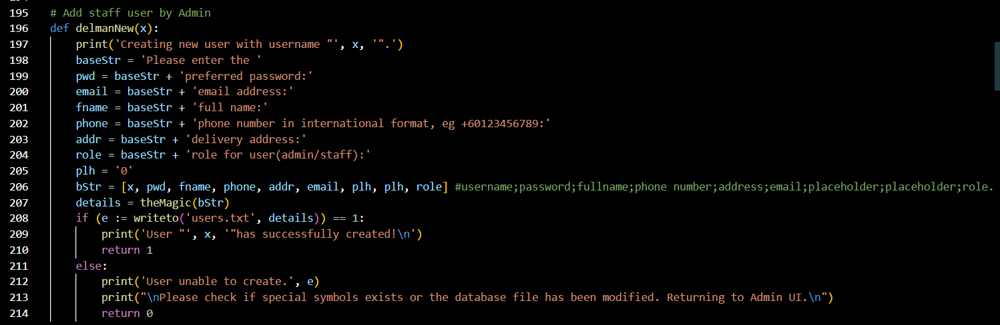 195 # Add staff user by Admin
196 def delmanNew(x):
197     print('Creating new user with username "', x, '".')
198     baseStr = 'Please enter the '
199     pwd = baseStr + 'preferred password:'
200     email = baseStr + 'email address:'
201     fname = baseStr + 'full name:'
202     phone = baseStr + 'phone number in international format, eg +60123456789:'
203     addr = baseStr + 'delivery address:'
204     role = baseStr + 'role for user(admin/staff):'
205     plh = '0'
206     bStr = [x, pwd, fname, phone, addr, email, plh, plh, role] #username;password;fullname;phone number;address;email;placeholder;placeholder;role.
207     details = theMagic(bStr)
208     if (e := writeto('users.txt', details)) == 1:
209         print('User "', x, '"has successfully created!\n')
210         return 1
211     else:
212         print('User unable to create.', e)
213         print("\nPlease check if special symbols exists or the database file has been modified. Returning to Admin UI.\n")
214         return 0